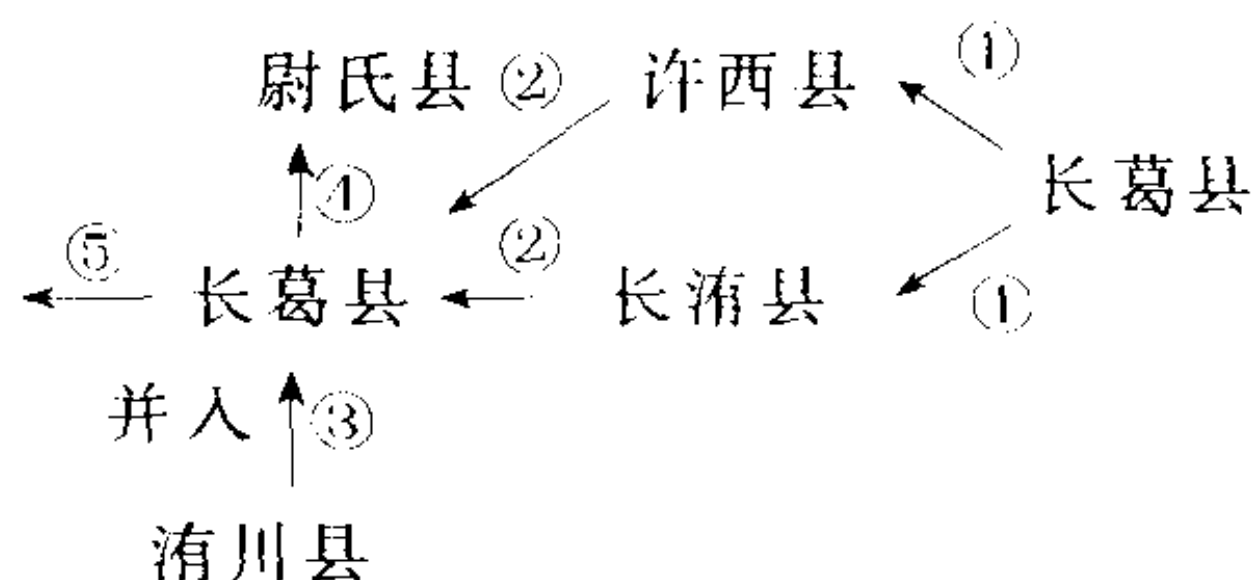 尉氏县 ② 许西县 ①
④ 长葛县
⑤ 长葛县 ② 长洧县 ①
并入 ③
洧川县